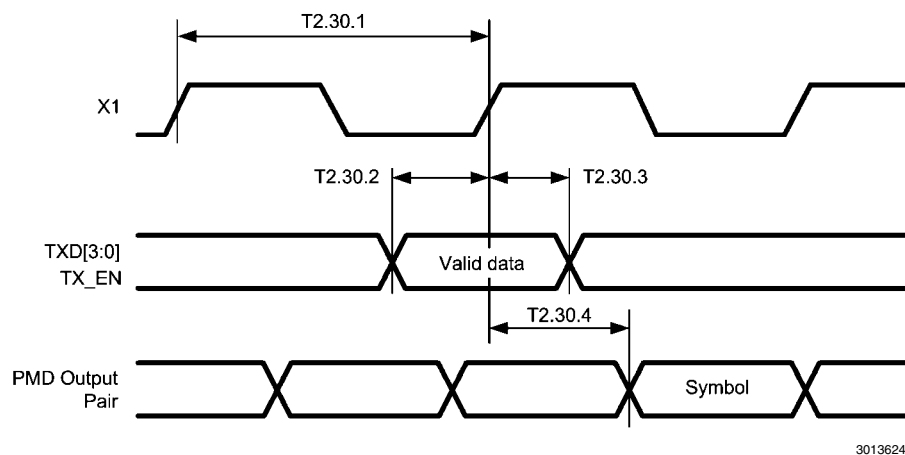 T2.30.1
X1
T2.30.2
T2.30.3
TXD[3:0]
TX_EN
Valid data
T2.30.4
PMD Output
Pair
Symbol
3013624